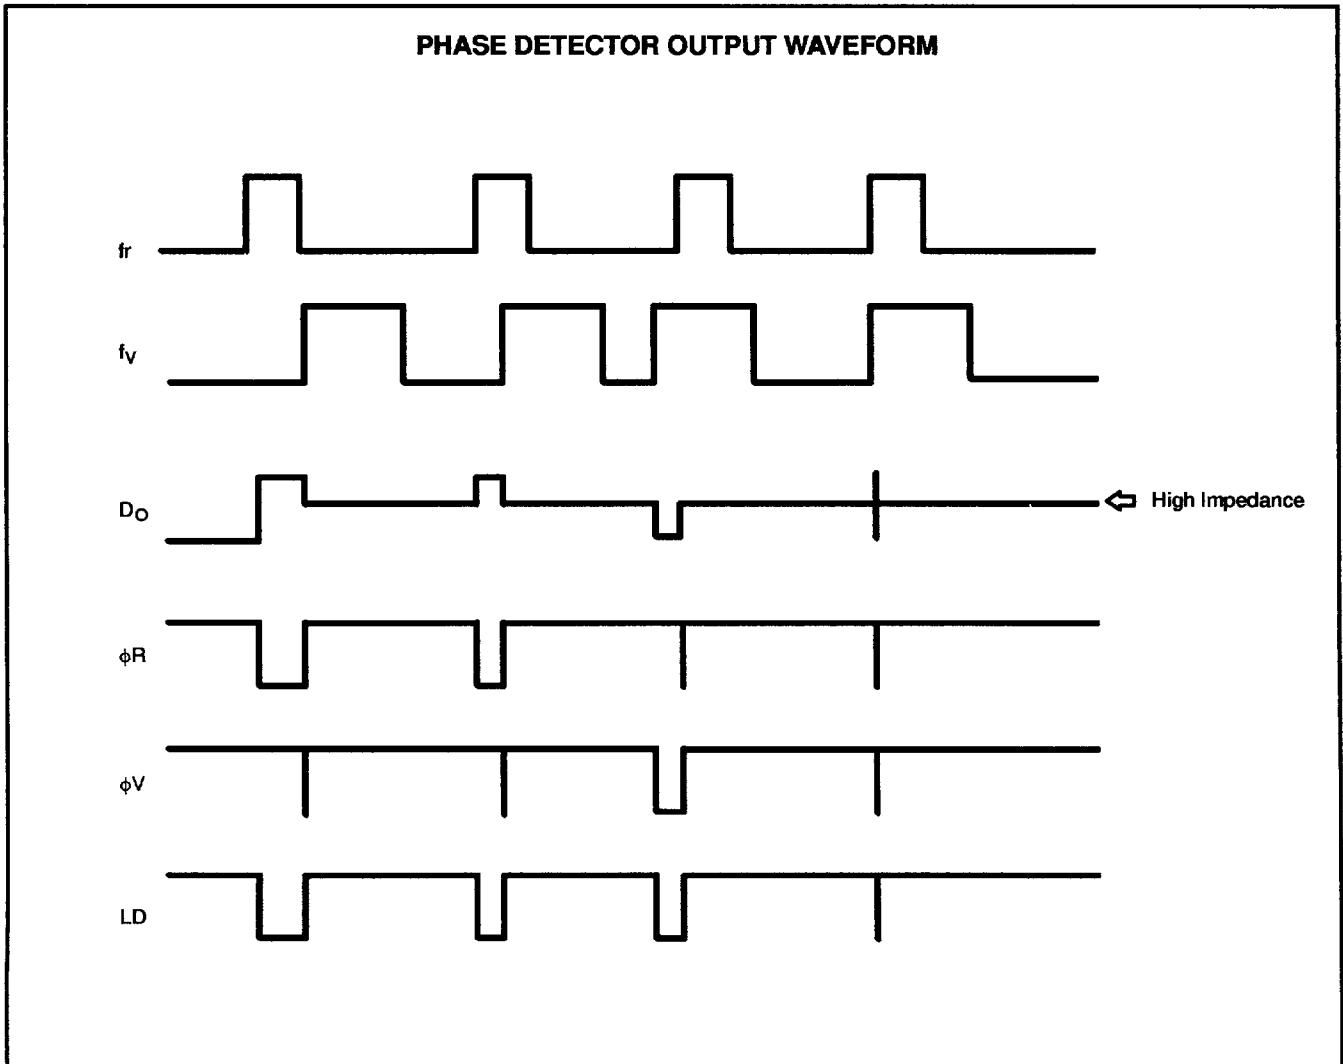 PHASE DETECTOR OUTPUT WAVEFORM
fr
fV
DO
High Impedance
ϕR
ϕV
LD